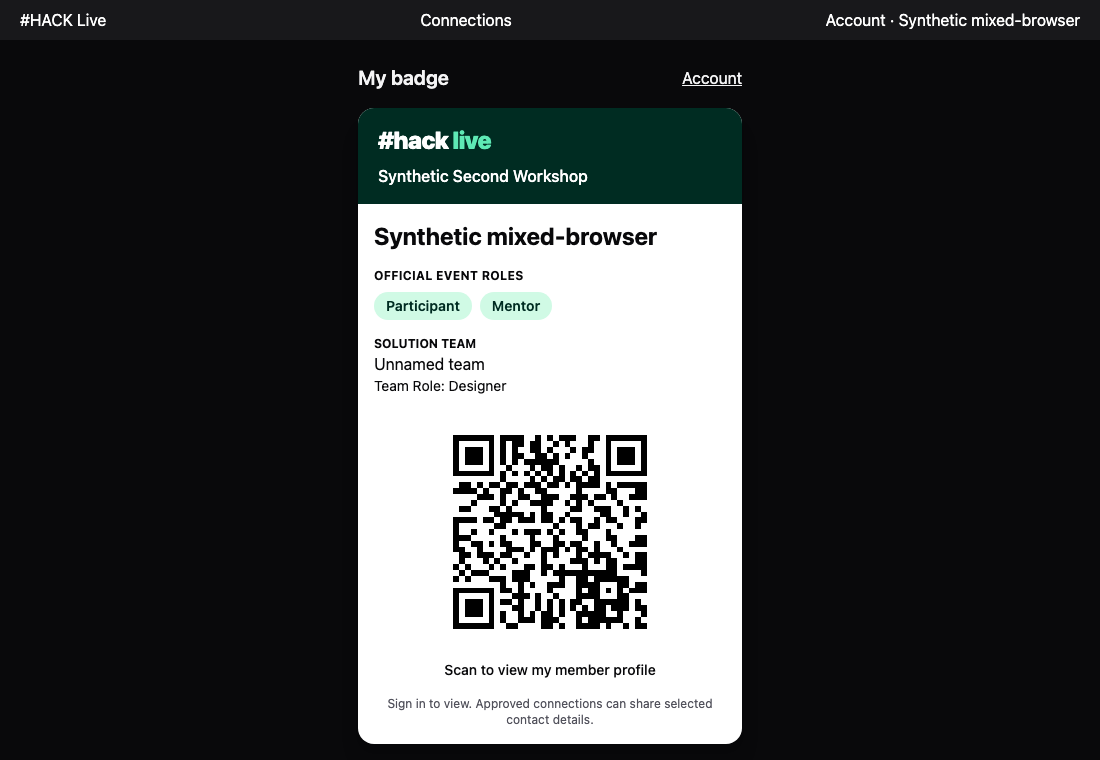 #HACK Live
Connections
Account · Synthetic mixed-browser
My badge
Account
#hack live
Synthetic Second Workshop
Synthetic mixed-browser
OFFICIAL EVENT ROLES
Participant
Mentor
SOLUTION TEAM
Unnamed team
Team Role: Designer
Scan to view my member profile
Sign in to view. Approved connections can share selected
contact details.